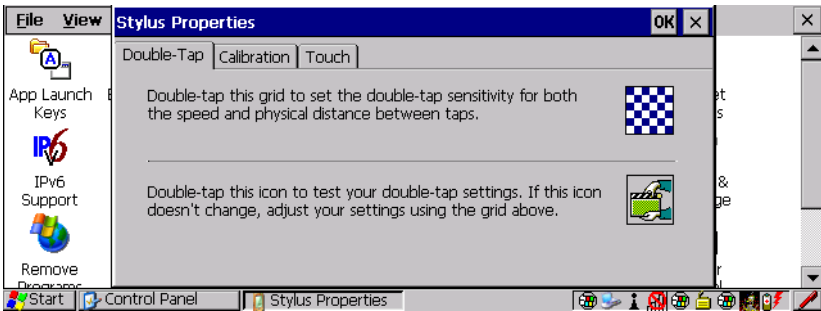 File View
Stylus Properties OK
Double-Tap Calibration Touch
Double-tap this grid to set the double-tap sensitivity for both
the speed and physical distance between taps.
Double-tap this icon to test your double-tap settings. If this icon
doesn't change, adjust your settings using the grid above.
App Launch
Keys
IPv6
IPv6
Support
Remove
Programs
&
Start Control Panel Stylus Properties